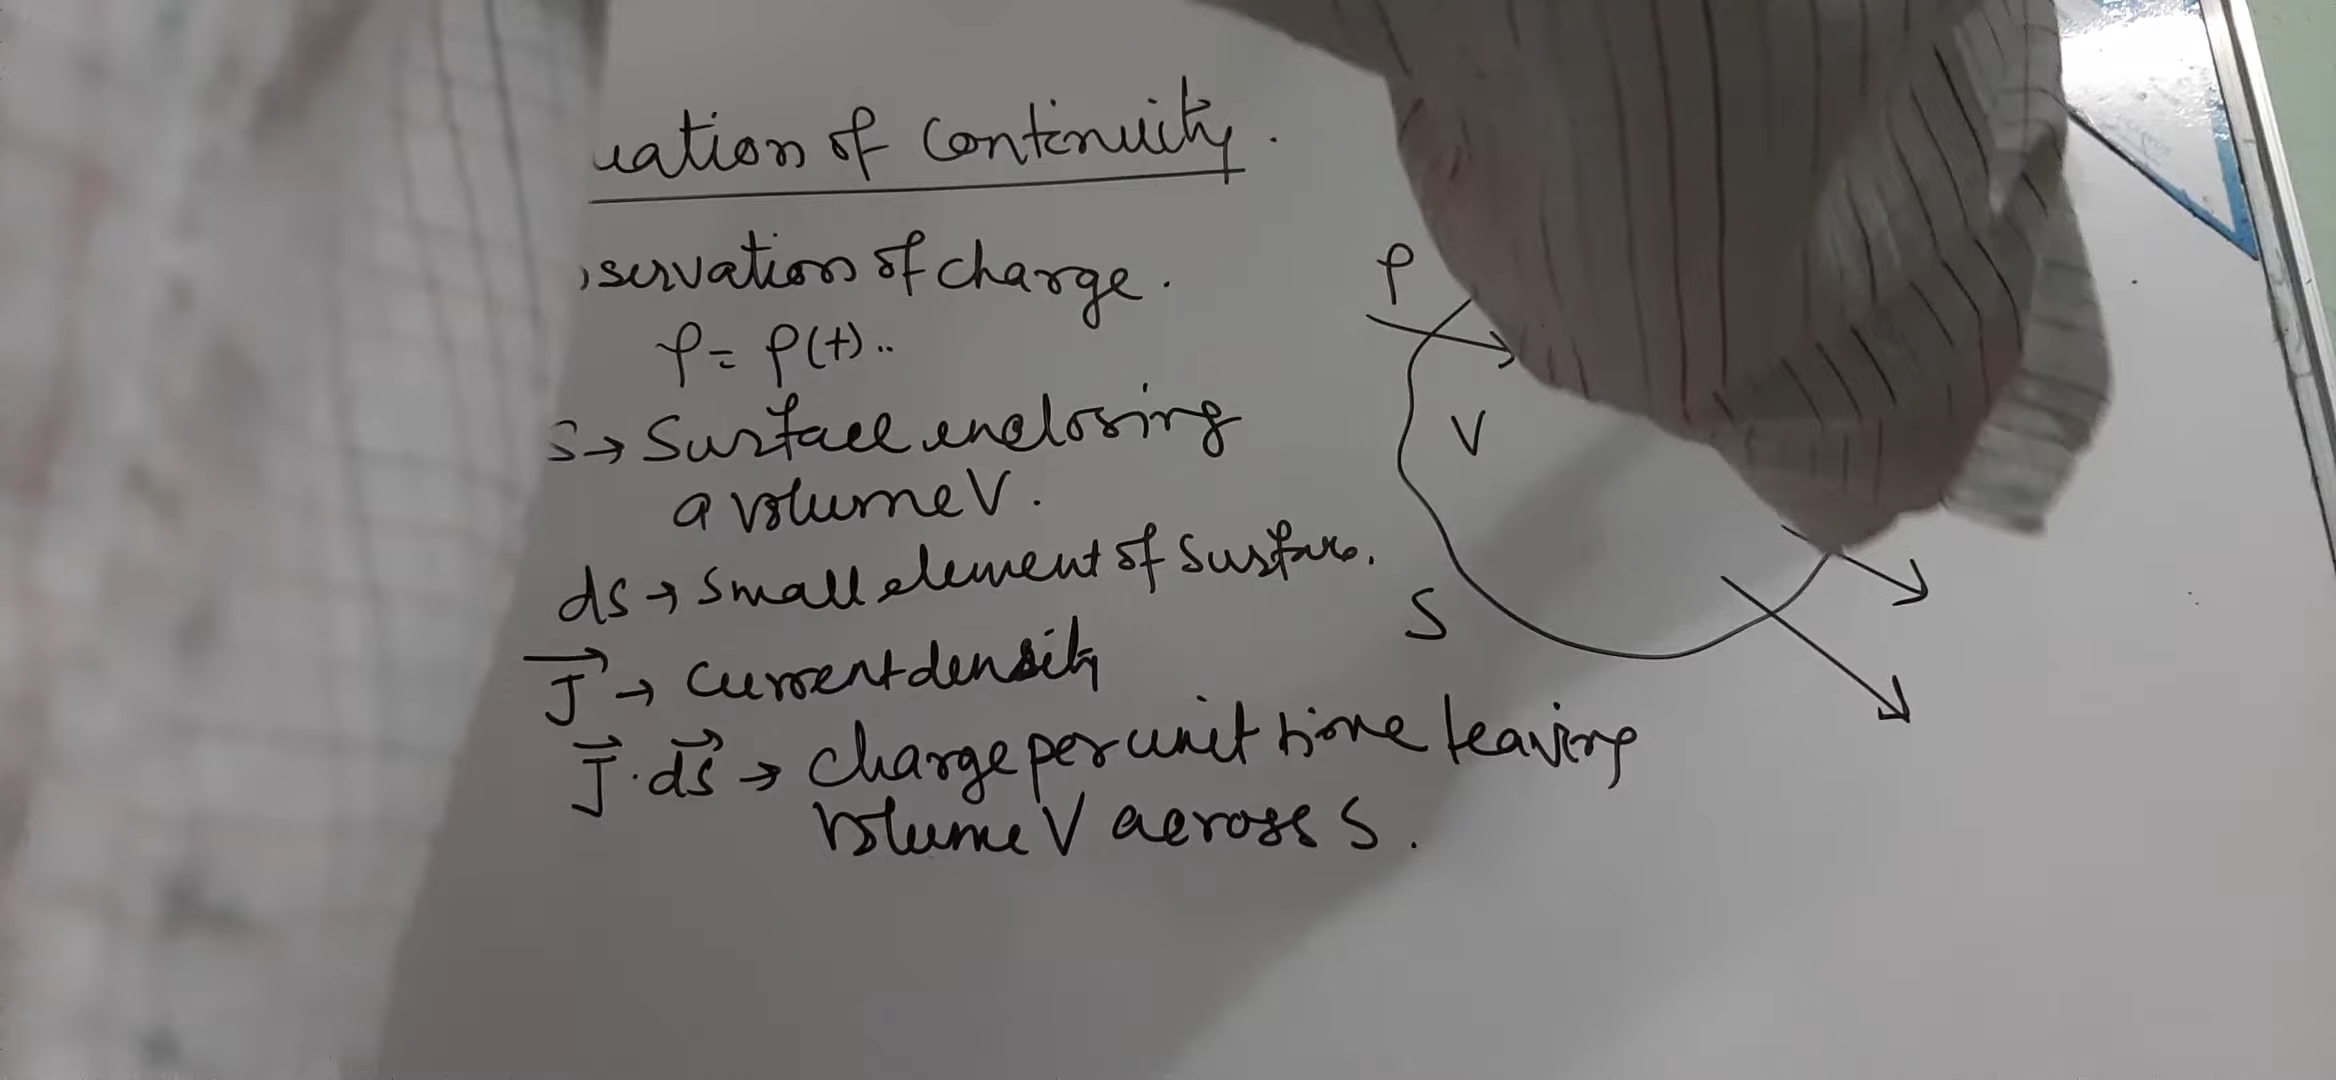 uation of Continuity.
servation of charge.
ρ = ρ(t)..
S → Surface enclosing
a volume V.
ds → small element of surface.
J⃗ → Current density
J⃗ · ds⃗ → charge per unit time leaving
volume V across S.
ρ
V
S